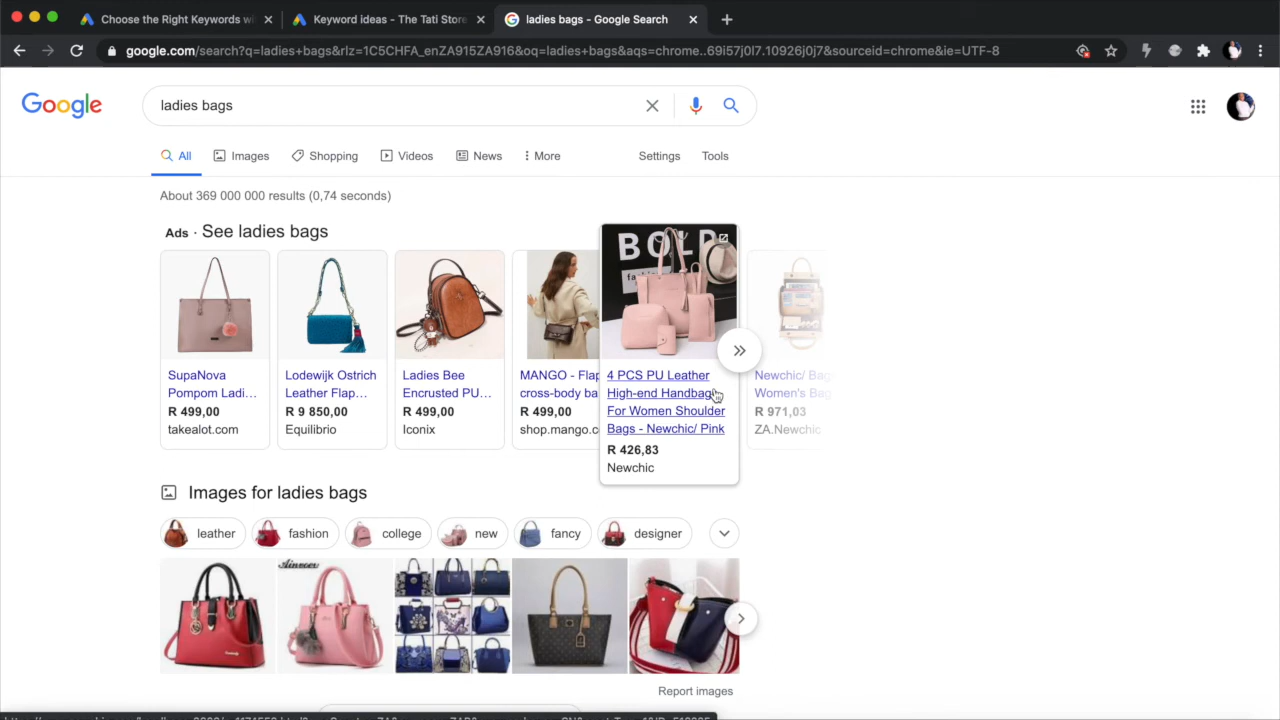 Choose the Right Keywords wi
Keyword ideas - The Tati Store
ladies bags - Google Search
google.com/search?q=ladies+bags&rlz=1C5CHFA_enZA915ZA916&oq=ladies+bags&aqs=chrome..69i57j0l7.10926j0j7&sourceid=chrome&ie=UTF-8
Google
ladies bags
All
Images
Shopping
Videos
News
More
Settings
Tools
About 369 000 000 results (0,74 seconds)
Ads · See ladies bags
SupaNova
Pompom Ladi...
R 499,00
takealot.com
Lodewijk Ostrich
Leather Flap...
R 9 850,00
Equilibrio
Ladies Bee
Encrusted PU...
R 499,00
Iconix
MANGO - Flap
cross-body ba
R 499,00
shop.mango.co
BOLD
fashion
4 PCS PU Leather
High-end Handbag
For Women Shoulder
Bags - Newchic/ Pink
R 426,83
Newchic
Newchic/ Bag
Women's Bag
R 971,03
ZA.Newchic
Images for ladies bags
leather
fashion
college
new
fancy
designer
Ainvoev
Report images